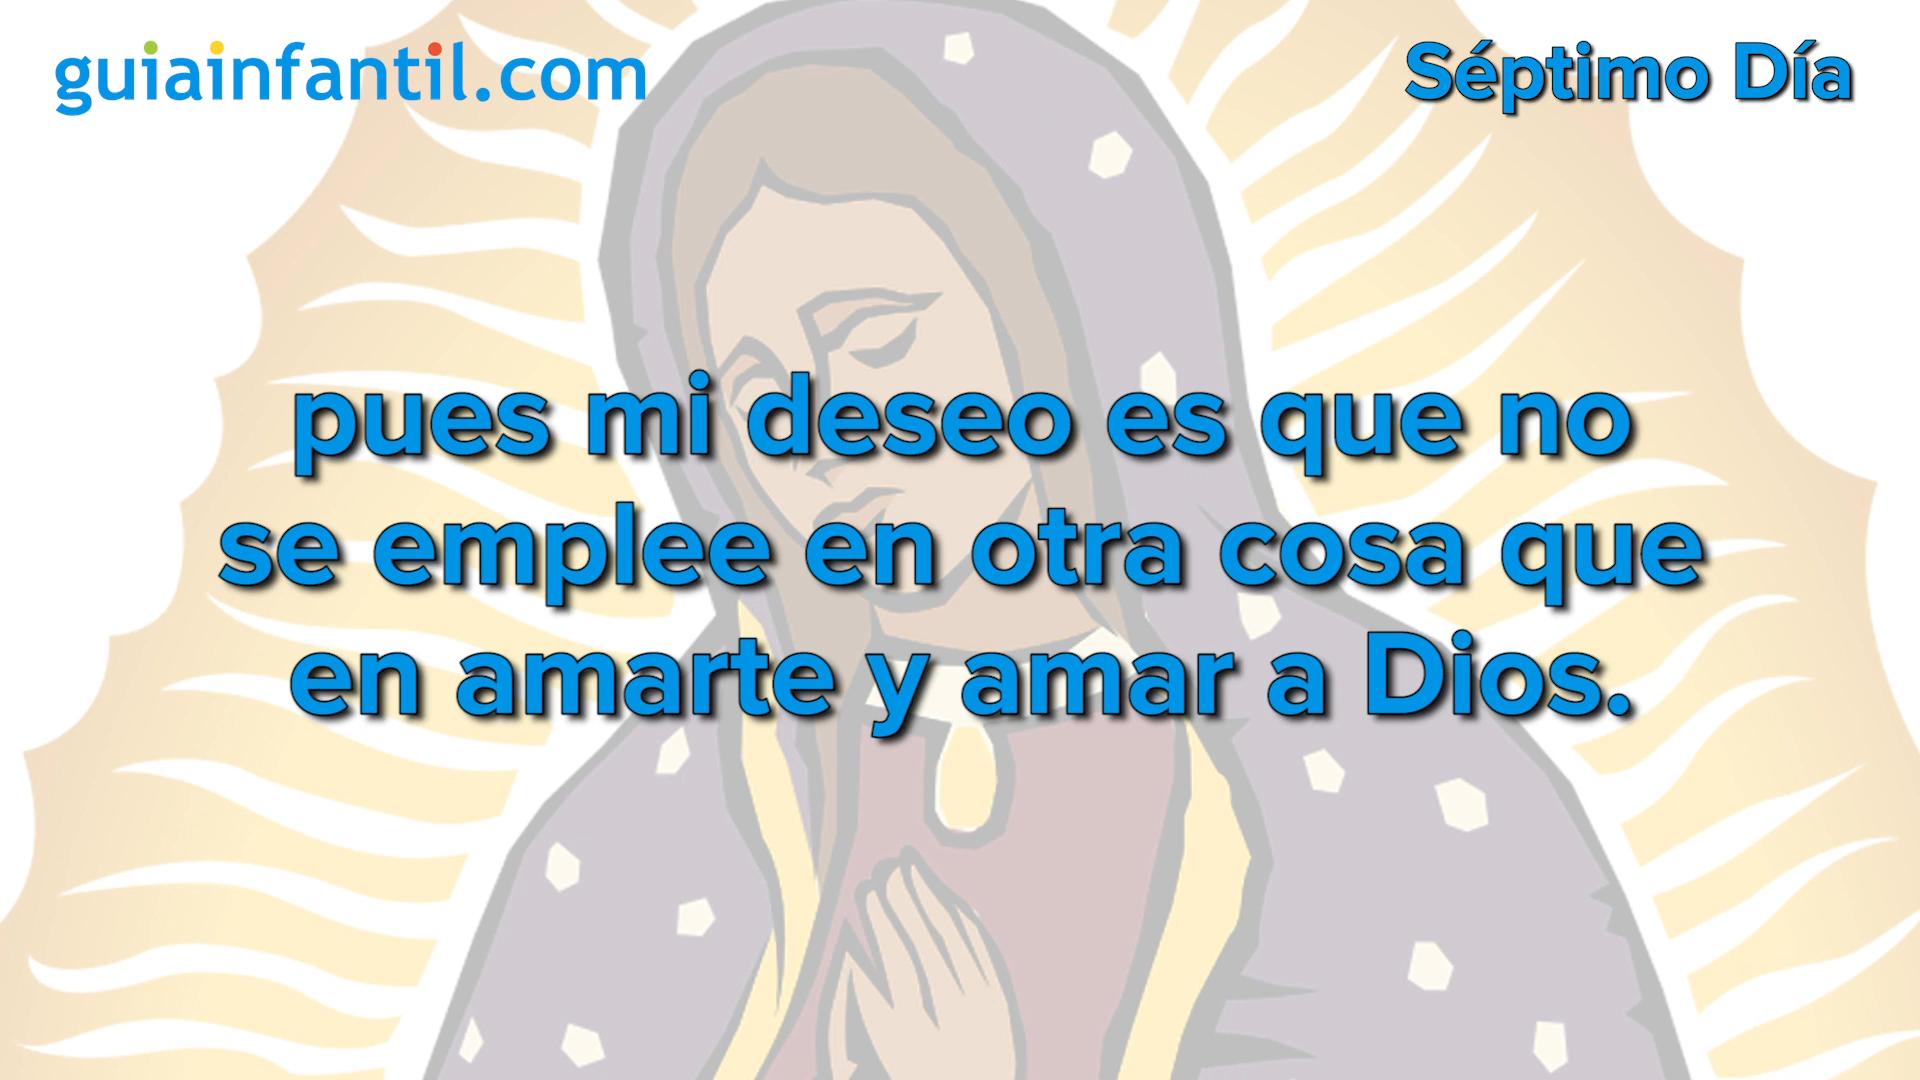 guiainfantil.com
Séptimo Día
pues mi deseo es que no
se emplee en otra cosa que
en amarte y amar a Dios.